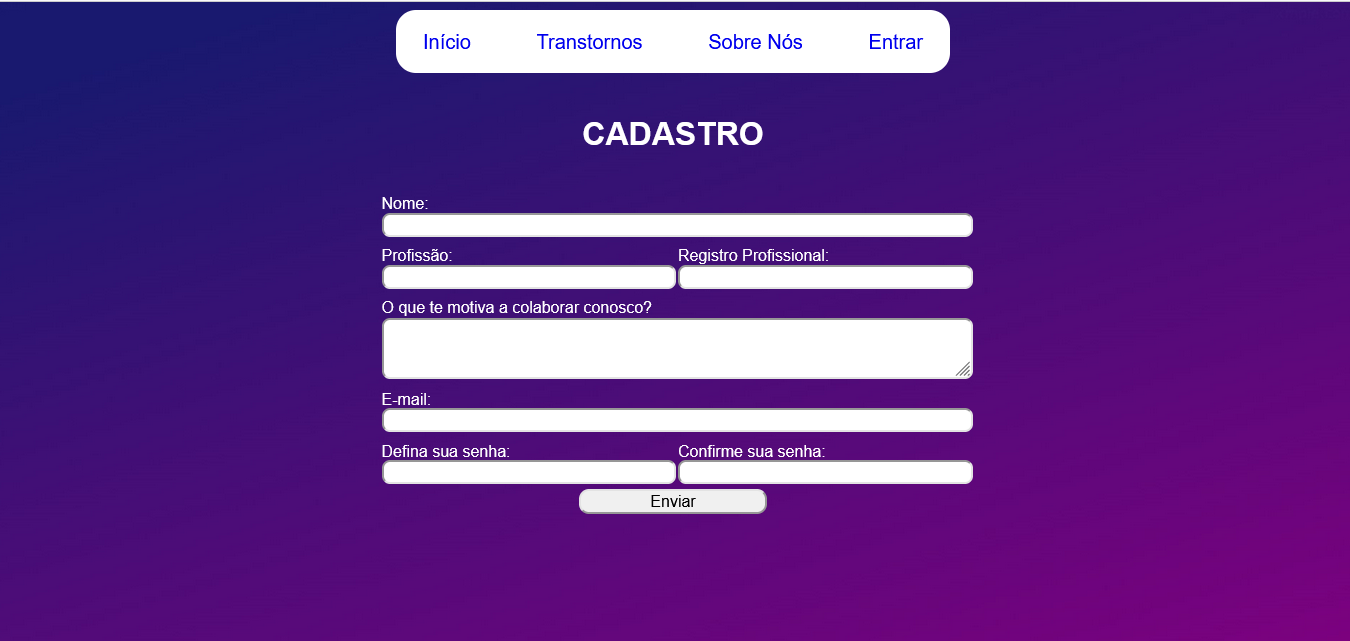 Início Transtornos Sobre Nós Entrar
CADASTRO
Nome:
Profissão: Registro Profissional:
O que te motiva a colaborar conosco?
E-mail:
Defina sua senha: Confirme sua senha:
Enviar